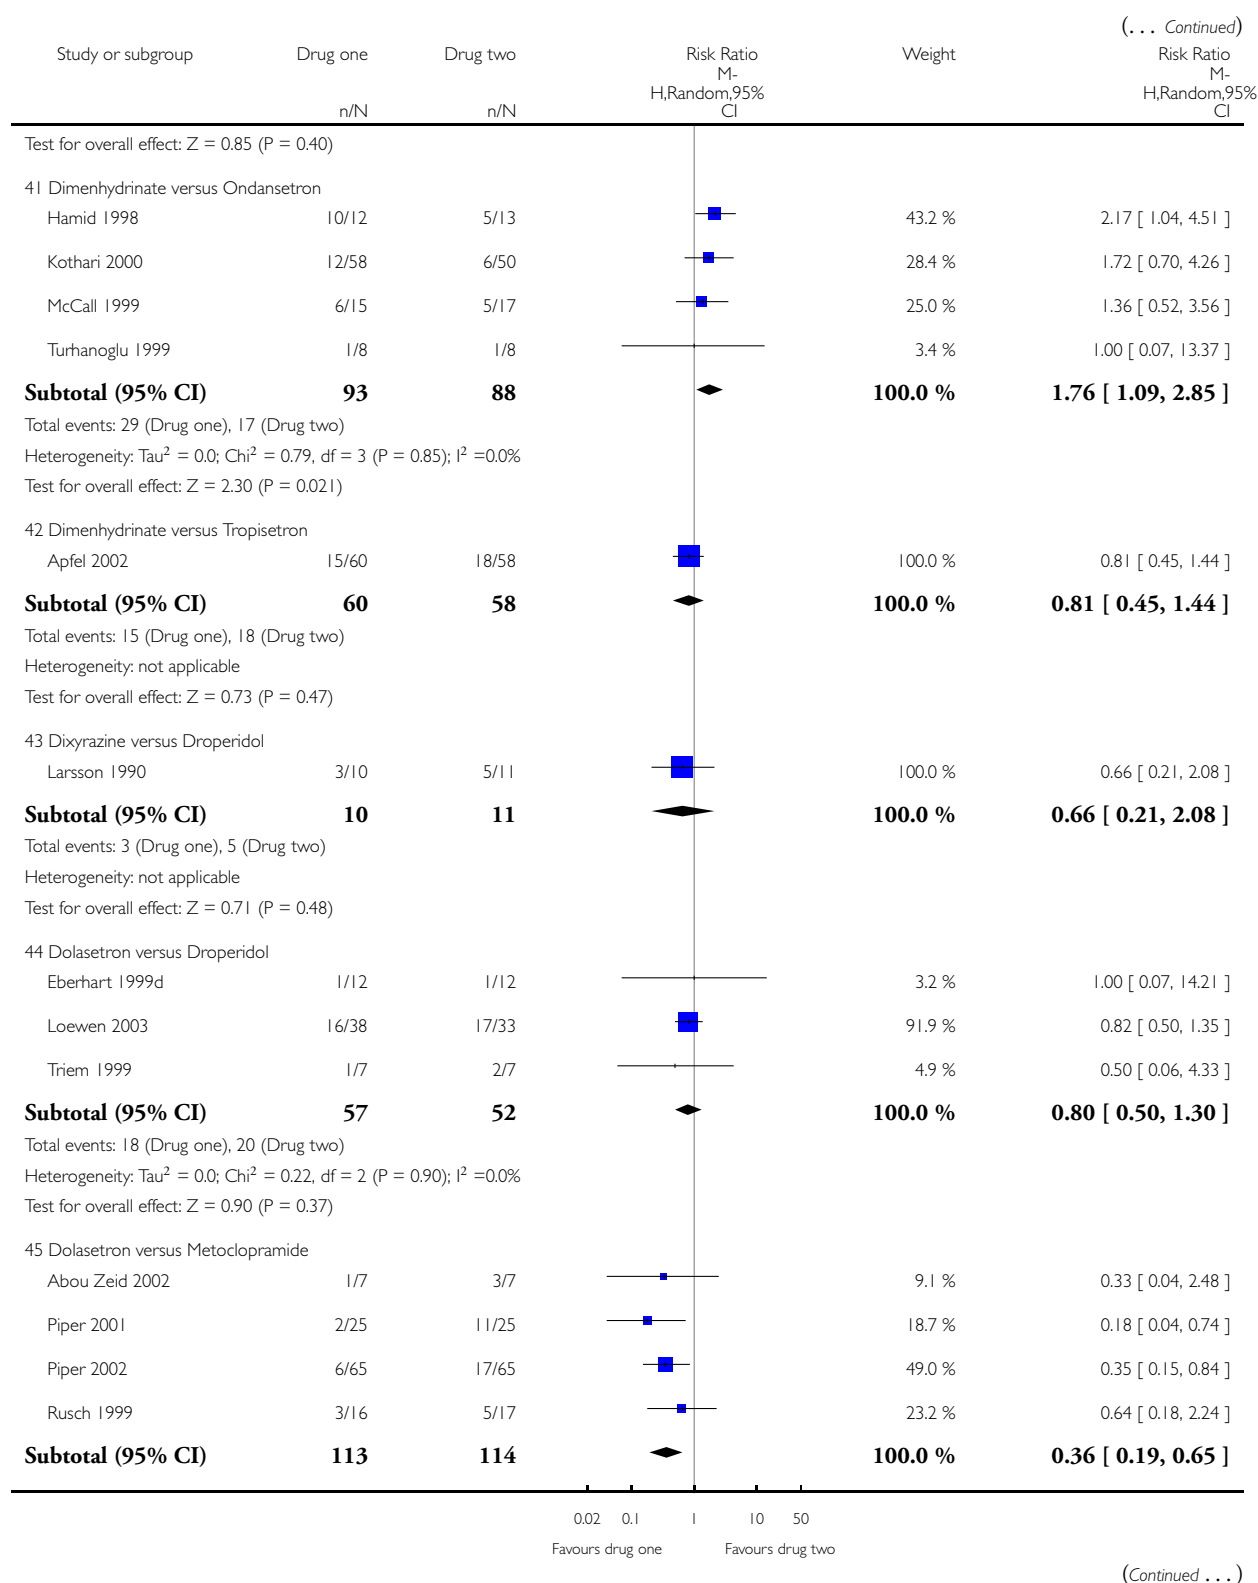 (... Continued)
Study or subgroup Drug one Drug two Risk Ratio Weight Risk Ratio
M- M-
H,Random,95% H,Random,95%
n/N n/N CI CI
Test for overall effect: Z = 0.85 (P = 0.40)
41 Dimenhydrinate versus Ondansetron
Hamid 1998 10/12 5/13 43.2 % 2.17 [ 1.04, 4.51 ]
Kothari 2000 12/58 6/50 28.4 % 1.72 [ 0.70, 4.26 ]
McCall 1999 6/15 5/17 25.0 % 1.36 [ 0.52, 3.56 ]
Turhanoglu 1999 1/8 1/8 3.4 % 1.00 [ 0.07, 13.37 ]
Subtotal (95% CI) 93 88 100.0 % 1.76 [ 1.09, 2.85 ]
Total events: 29 (Drug one), 17 (Drug two)
Heterogeneity: Tau² = 0.0; Chi² = 0.79, df = 3 (P = 0.85); I² =0.0%
Test for overall effect: Z = 2.30 (P = 0.021)
42 Dimenhydrinate versus Tropisetron
Apfel 2002 15/60 18/58 100.0 % 0.81 [ 0.45, 1.44 ]
Subtotal (95% CI) 60 58 100.0 % 0.81 [ 0.45, 1.44 ]
Total events: 15 (Drug one), 18 (Drug two)
Heterogeneity: not applicable
Test for overall effect: Z = 0.73 (P = 0.47)
43 Dixyrazine versus Droperidol
Larsson 1990 3/10 5/11 100.0 % 0.66 [ 0.21, 2.08 ]
Subtotal (95% CI) 10 11 100.0 % 0.66 [ 0.21, 2.08 ]
Total events: 3 (Drug one), 5 (Drug two)
Heterogeneity: not applicable
Test for overall effect: Z = 0.71 (P = 0.48)
44 Dolasetron versus Droperidol
Eberhart 1999d 1/12 1/12 3.2 % 1.00 [ 0.07, 14.21 ]
Loewen 2003 16/38 17/33 91.9 % 0.82 [ 0.50, 1.35 ]
Triem 1999 1/7 2/7 4.9 % 0.50 [ 0.06, 4.33 ]
Subtotal (95% CI) 57 52 100.0 % 0.80 [ 0.50, 1.30 ]
Total events: 18 (Drug one), 20 (Drug two)
Heterogeneity: Tau² = 0.0; Chi² = 0.22, df = 2 (P = 0.90); I² =0.0%
Test for overall effect: Z = 0.90 (P = 0.37)
45 Dolasetron versus Metoclopramide
Abou Zeid 2002 1/7 3/7 9.1 % 0.33 [ 0.04, 2.48 ]
Piper 2001 2/25 11/25 18.7 % 0.18 [ 0.04, 0.74 ]
Piper 2002 6/65 17/65 49.0 % 0.35 [ 0.15, 0.84 ]
Rusch 1999 3/16 5/17 23.2 % 0.64 [ 0.18, 2.24 ]
Subtotal (95% CI) 113 114 100.0 % 0.36 [ 0.19, 0.65 ]
0.02 0.1 1 10 50
Favours drug one Favours drug two
(Continued ...)